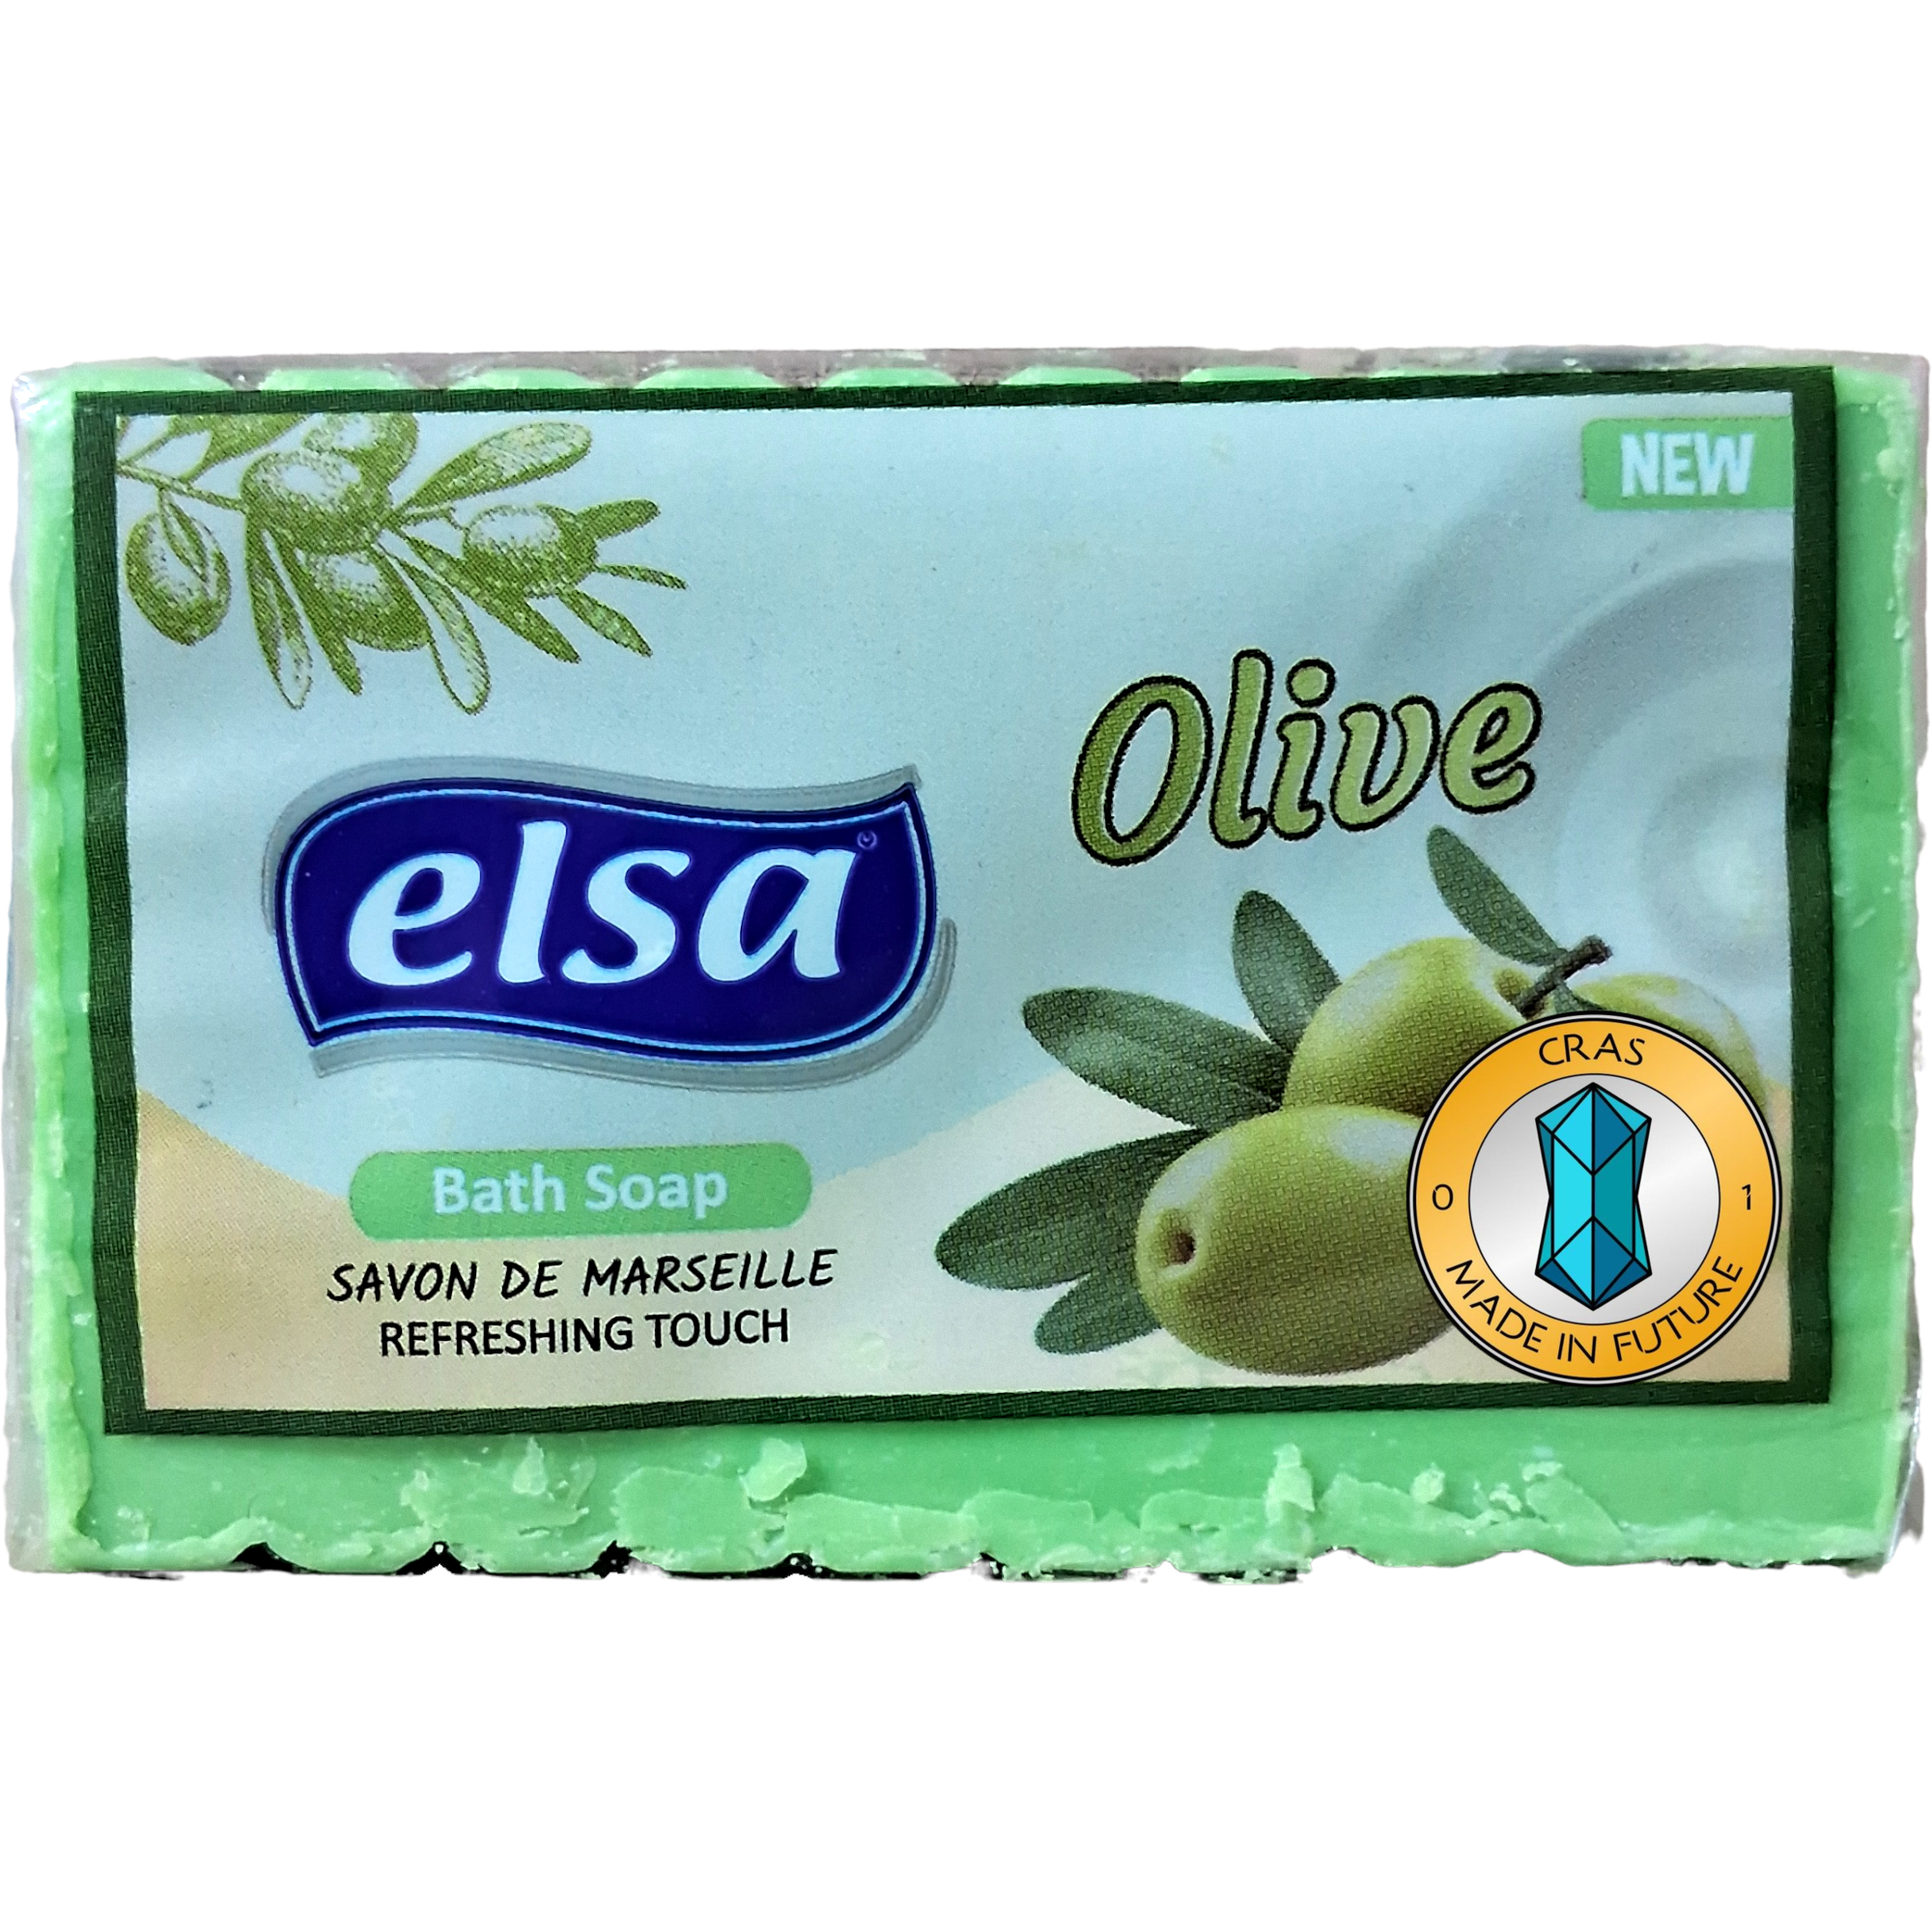 NEW
Olive
elsa
Bath Soap
SAVON DE MARSEILLE
REFRESHING TOUCH
CRAS
0 1
MADE IN FUTURE